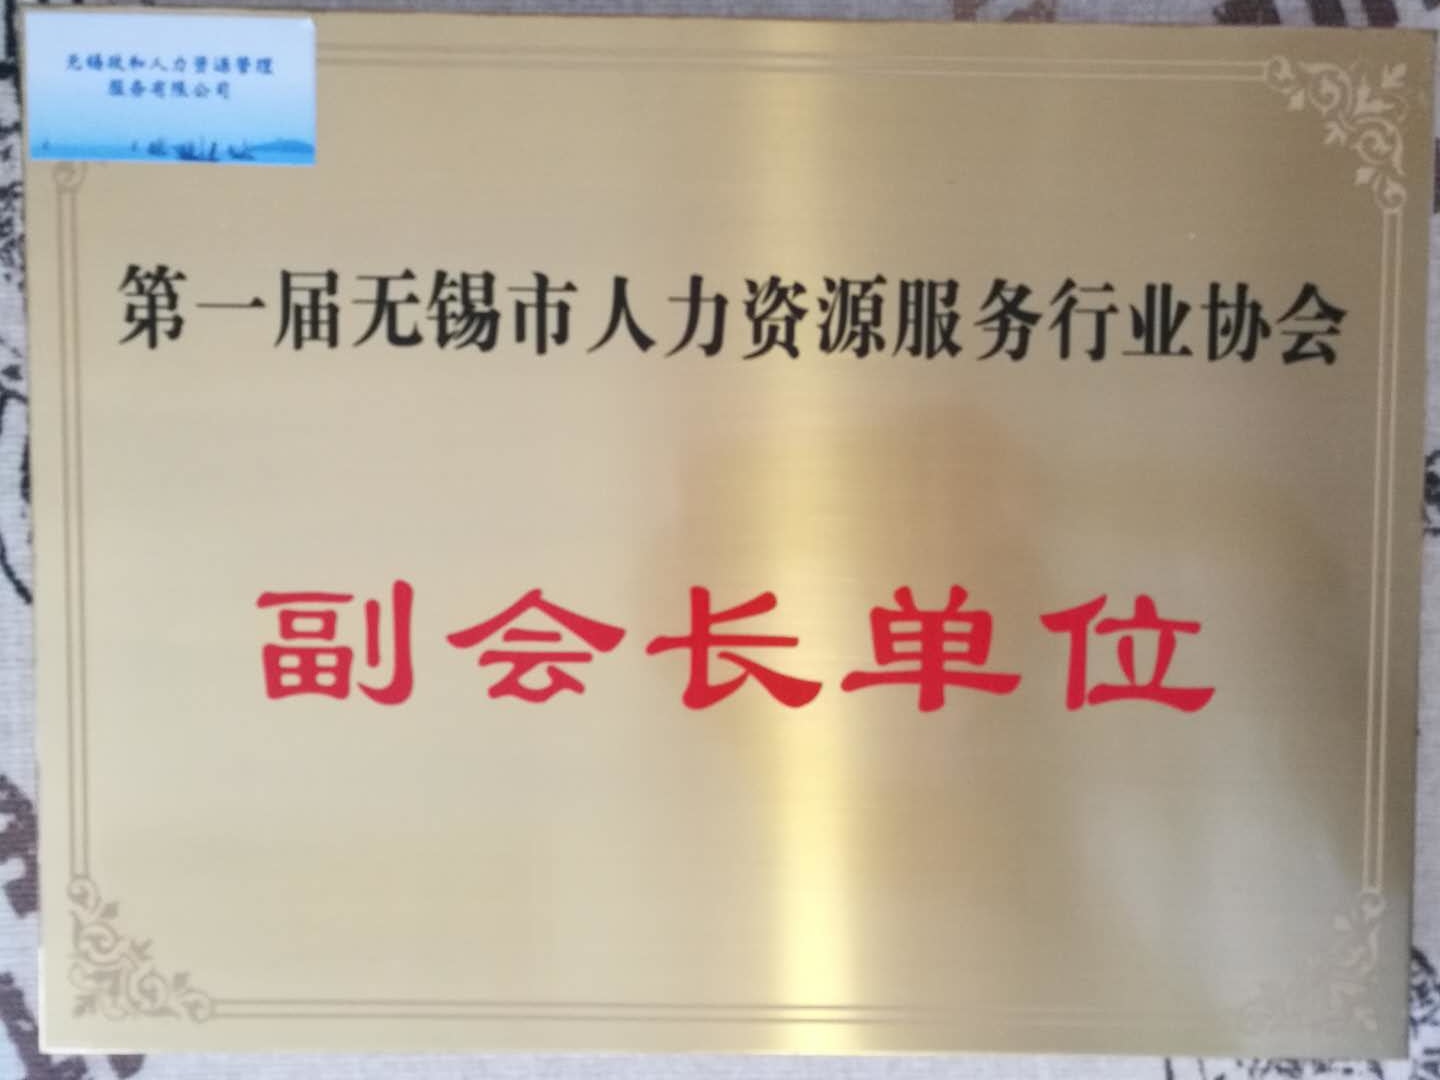 无锡政和人力资源管理
服务有限公司
第一届无锡市人力资源服务行业协会
副会长单位